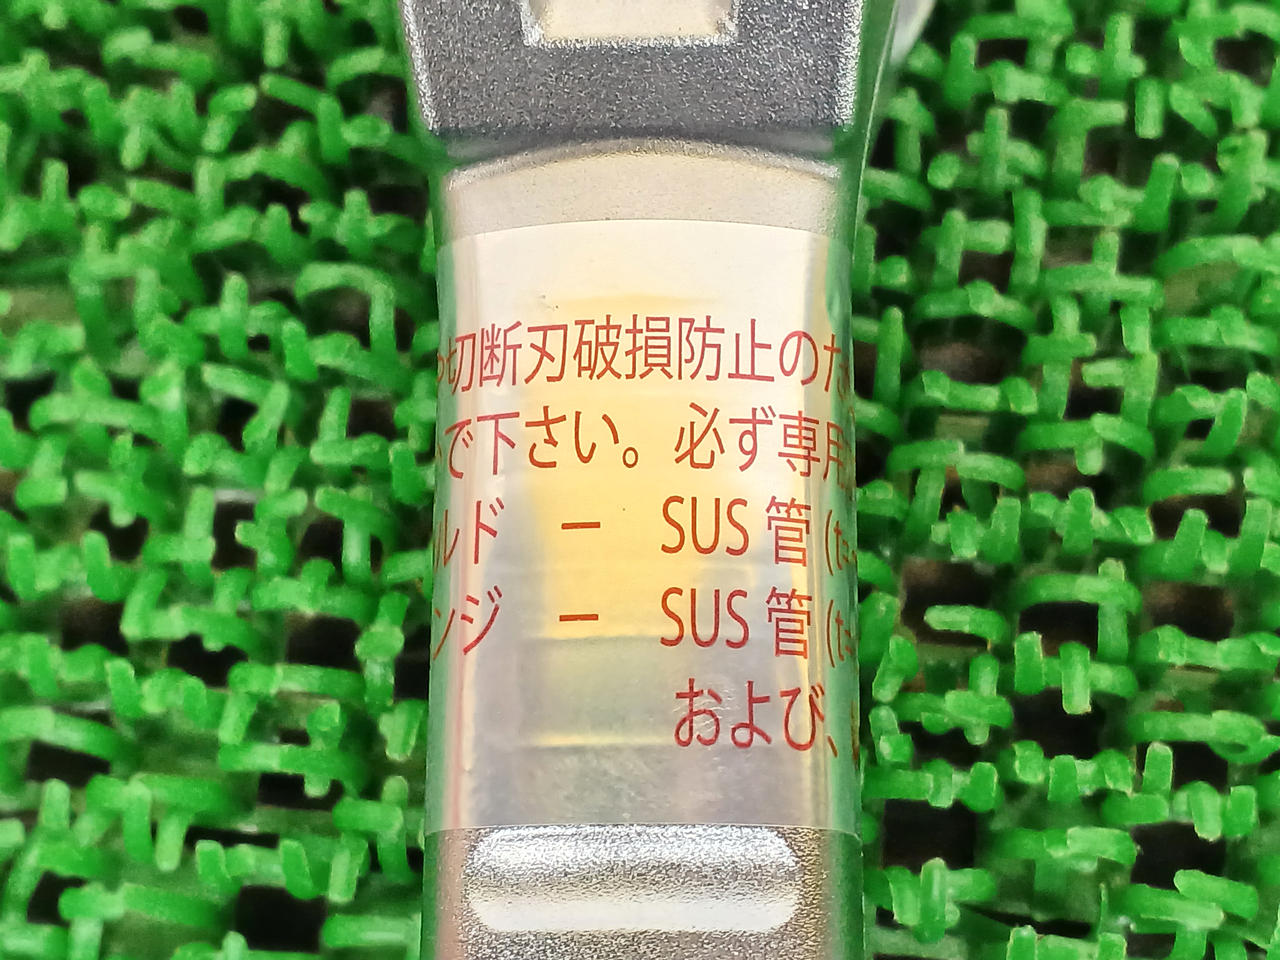 切断刃破損防止のた
で下さい。必ず専用
ルド － SUS 管 (t=
ンジ － SUS 管 (t=
および、